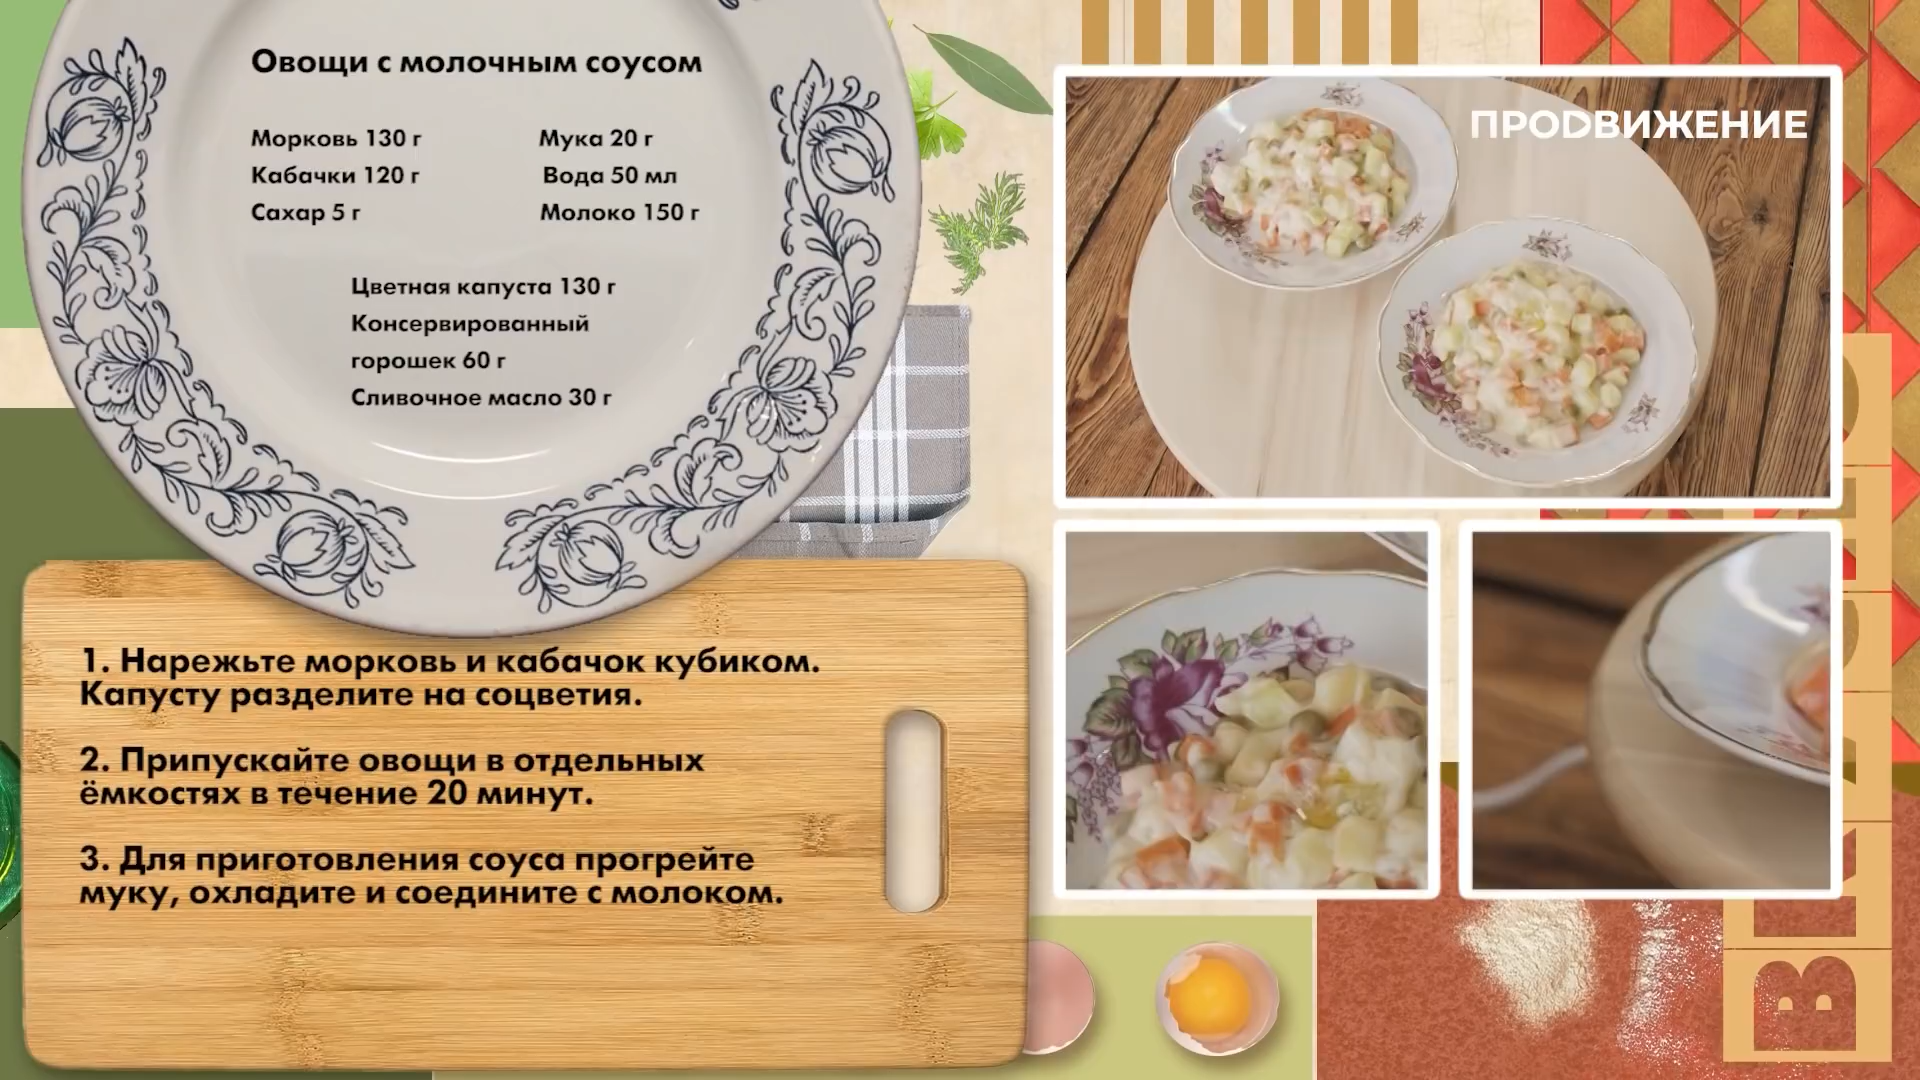 Овощи с молочным соусом
Морковь 130 г
Кабачки 120 г
Сахар 5 г
Мука 20 г
Вода 50 мл
Молоко 150 г
Цветная капуста 130 г
Консервированный
горошек 60 г
Сливочное масло 30 г
1. Нарежьте морковь и кабачок кубиком.
Капусту разделите на соцветия.
2. Припускайте овощи в отдельных
ёмкостях в течение 20 минут.
3. Для приготовления соуса прогрейте
муку, охладите и соедините с молоком.
ПРОDВИЖЕНИЕ